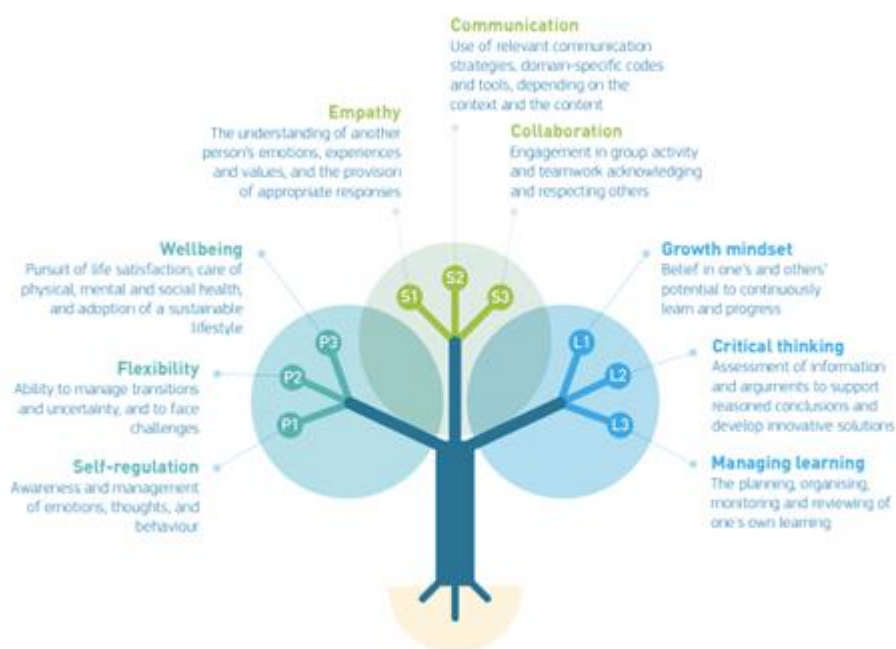 Communication
Use of relevant communication
strategies, domain-specific codes
and tools, depending on the
context and the content
Empathy
The understanding of another
person's emotions, experiences
and values, and the provision
of appropriate responses
Collaboration
Engagement in group activity
and teamwork acknowledging
and respecting others
Wellbeing
Pursuit of life satisfaction, care of
physical, mental and social health,
and adoption of a sustainable
lifestyle
Flexibility
Ability to manage transitions
and uncertainty, and to face
challenges
Self-regulation
Awareness and management
of emotions, thoughts, and
behaviour
P1
P2
P3
S1
S2
S3
L1
L2
L3
Growth mindset
Belief in one's and others'
potential to continuously
learn and progress
Critical thinking
Assessment of information
and arguments to support
reasoned conclusions and
develop innovative solutions
Managing learning
The planning, organising,
monitoring and reviewing of
one's own learning